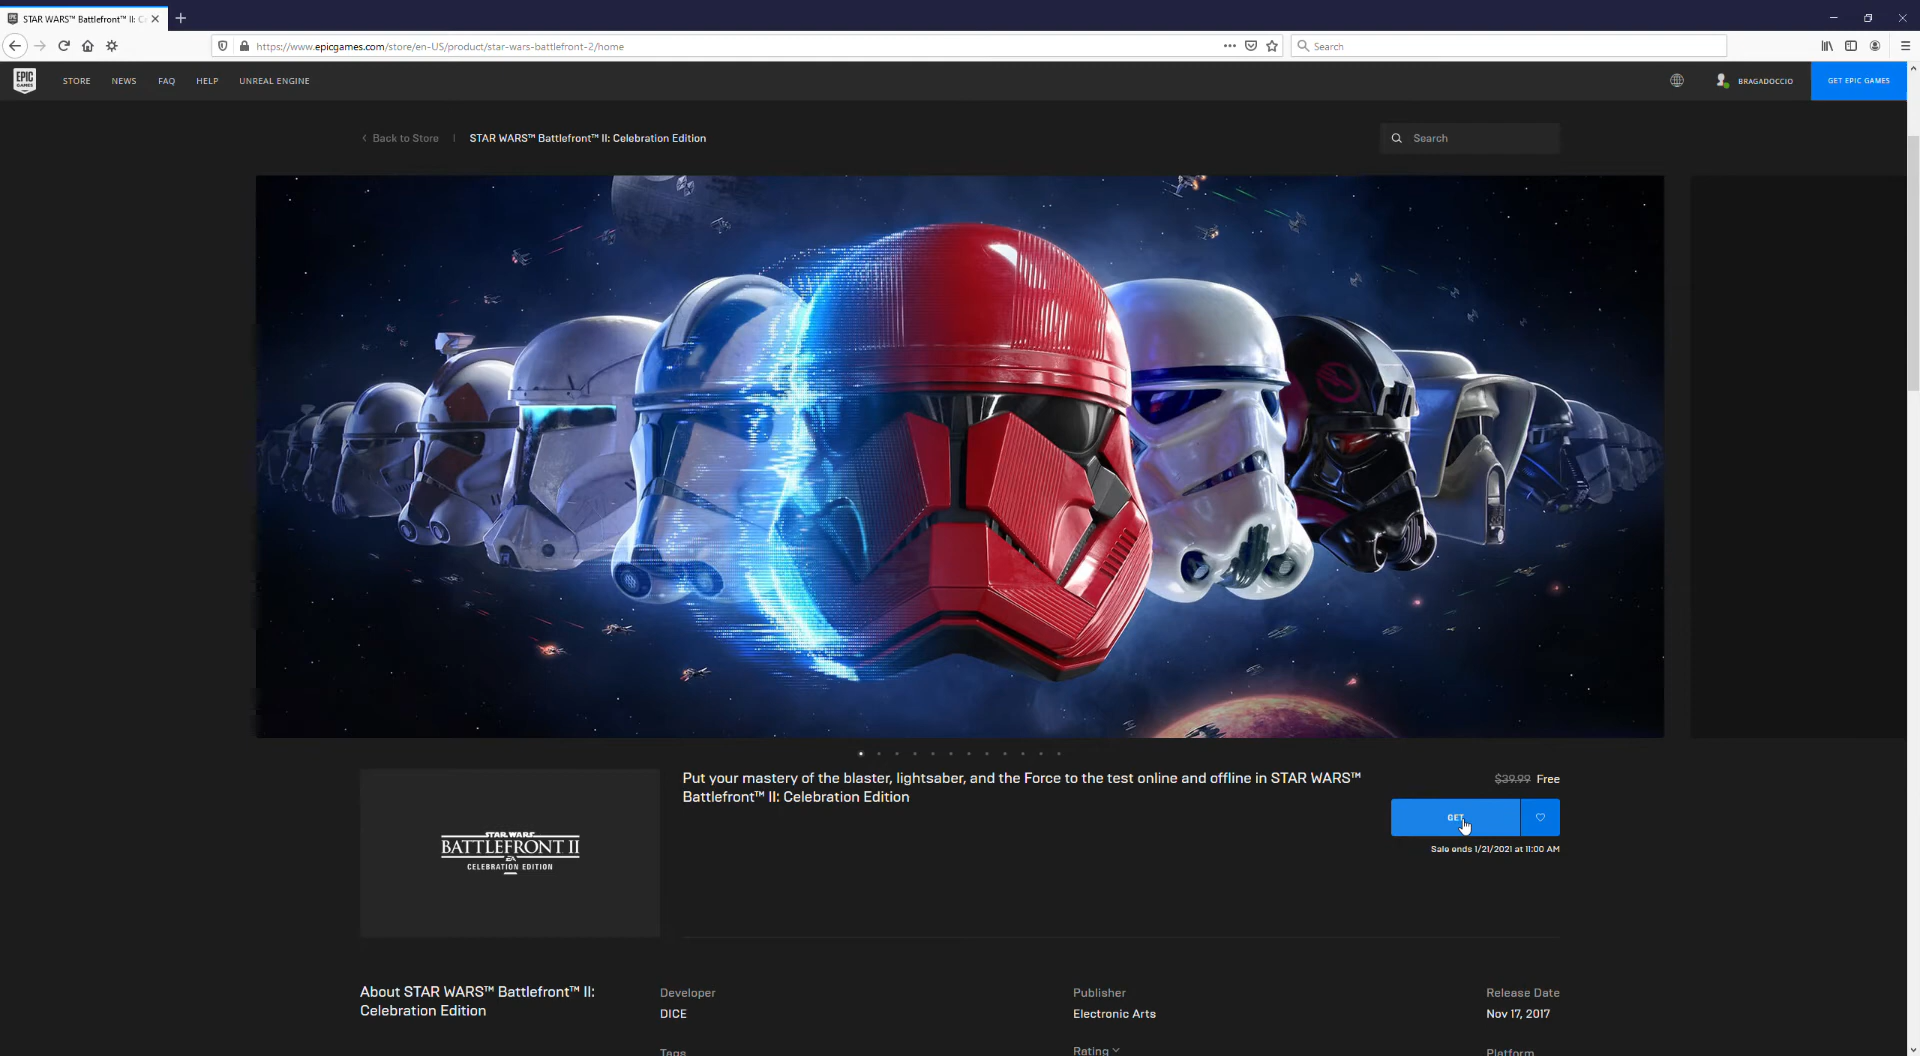 STAR WARS™ Battlefront™ II: C
https://www.epicgames.com/store/en-US/product/star-wars-battlefront-2/home
Search
EPIC GAMES
STORE
NEWS
FAQ
HELP
UNREAL ENGINE
BRAGADOCCIO
GET EPIC GAMES
Back to Store
STAR WARS™ Battlefront™ II: Celebration Edition
Search
Put your mastery of the blaster, lightsaber, and the Force to the test online and offline in STAR WARS™
Battlefront™ II: Celebration Edition
$39.99 Free
GET
Sale ends 1/21/2021 at 11:00 AM
STAR WARS
BATTLEFRONT II
EA
CELEBRATION EDITION
About STAR WARS™ Battlefront™ II:
Celebration Edition
Developer
DICE
Publisher
Electronic Arts
Release Date
Nov 17, 2017
Tags
Rating
Platform